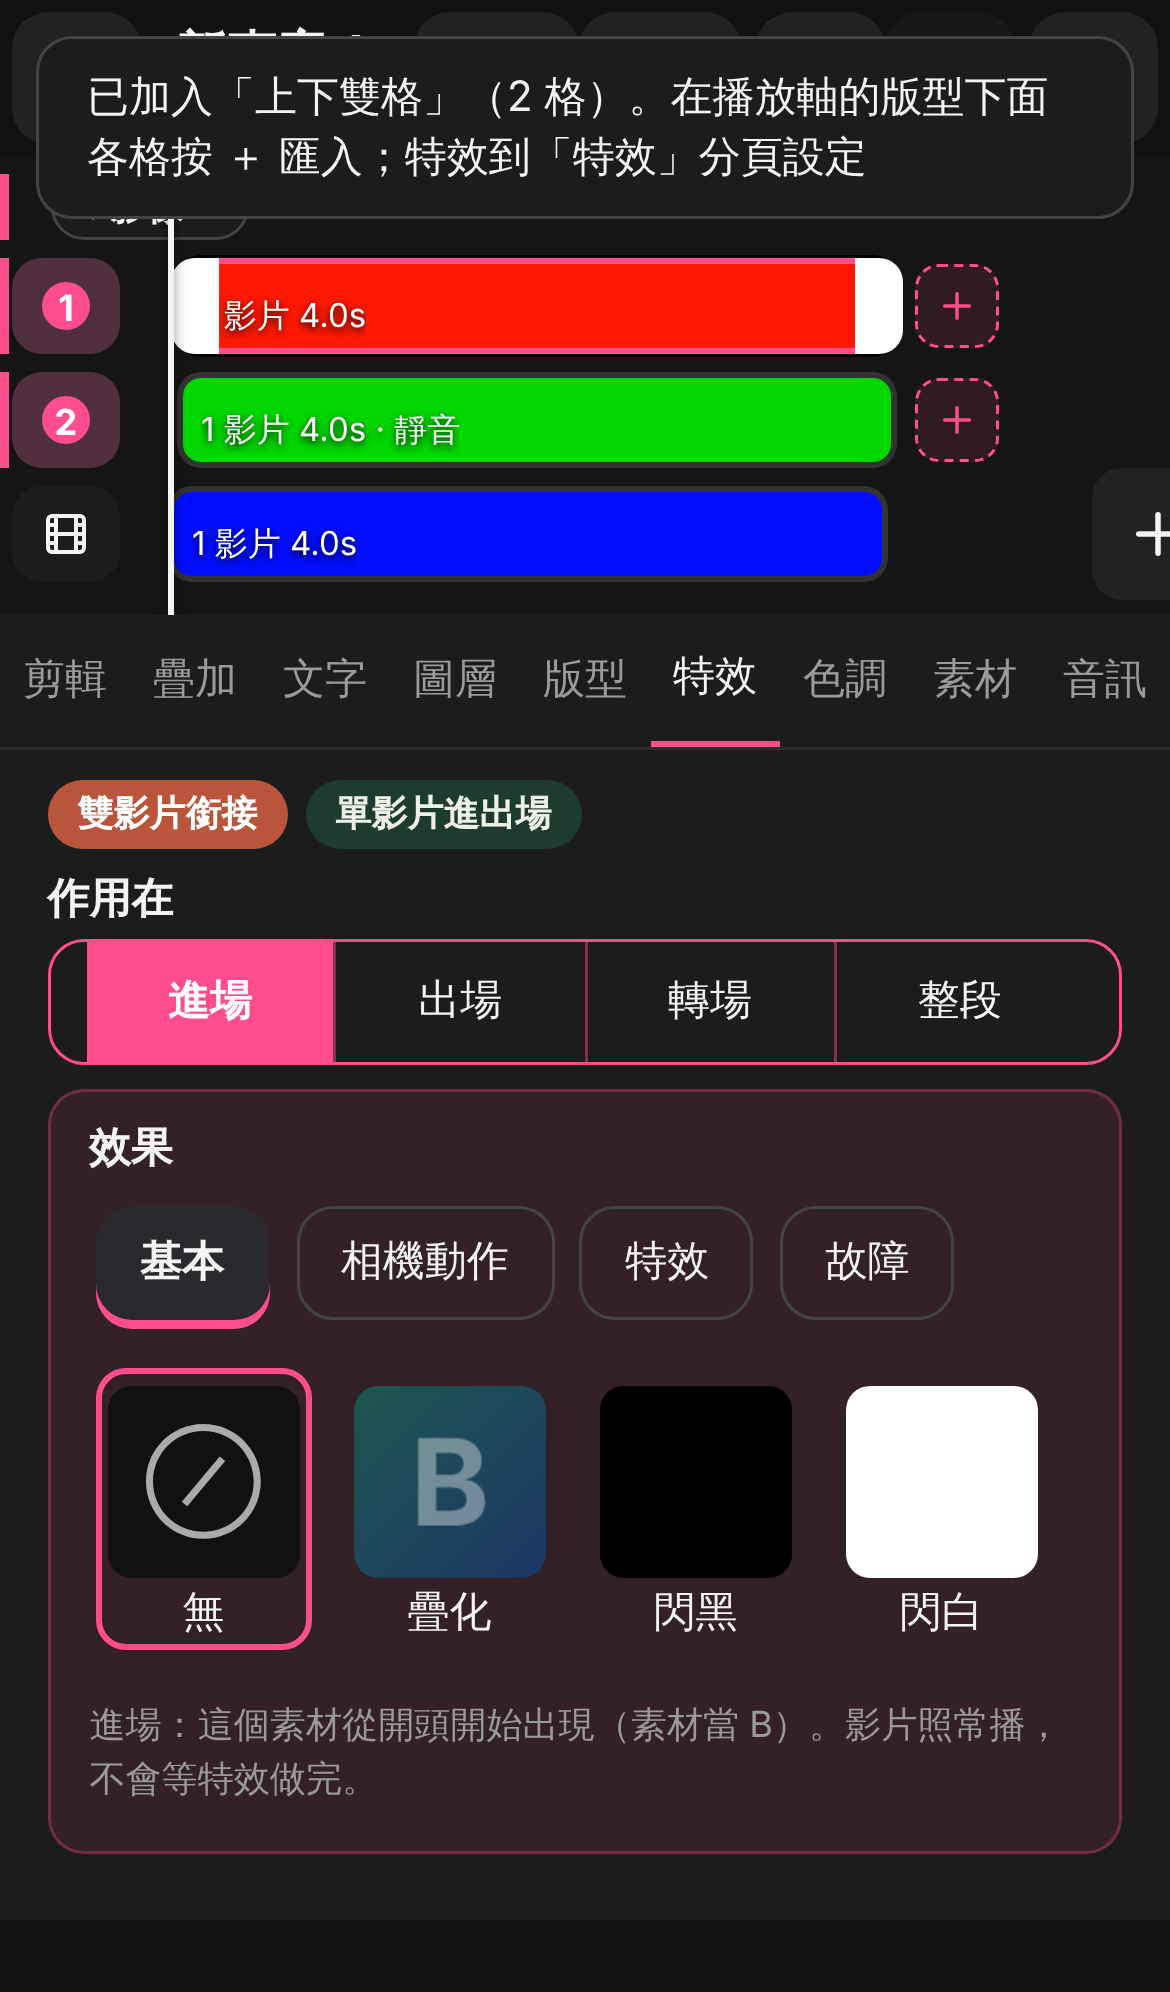 已加入「上下雙格」（2 格）。在播放軸的版型下面
各格按 ＋ 匯入；特效到「特效」分頁設定
1
影片 4.0s
2
1 影片 4.0s · 靜音
1 影片 4.0s
剪輯 疊加 文字 圖層 版型 特效 色調 素材 音訊
雙影片銜接 單影片進出場
作用在
進場 出場 轉場 整段
效果
基本 相機動作 特效 故障
B
無 疊化 閃黑 閃白
進場：這個素材從開頭開始出現（素材當 B）。影片照常播，
不會等特效做完。